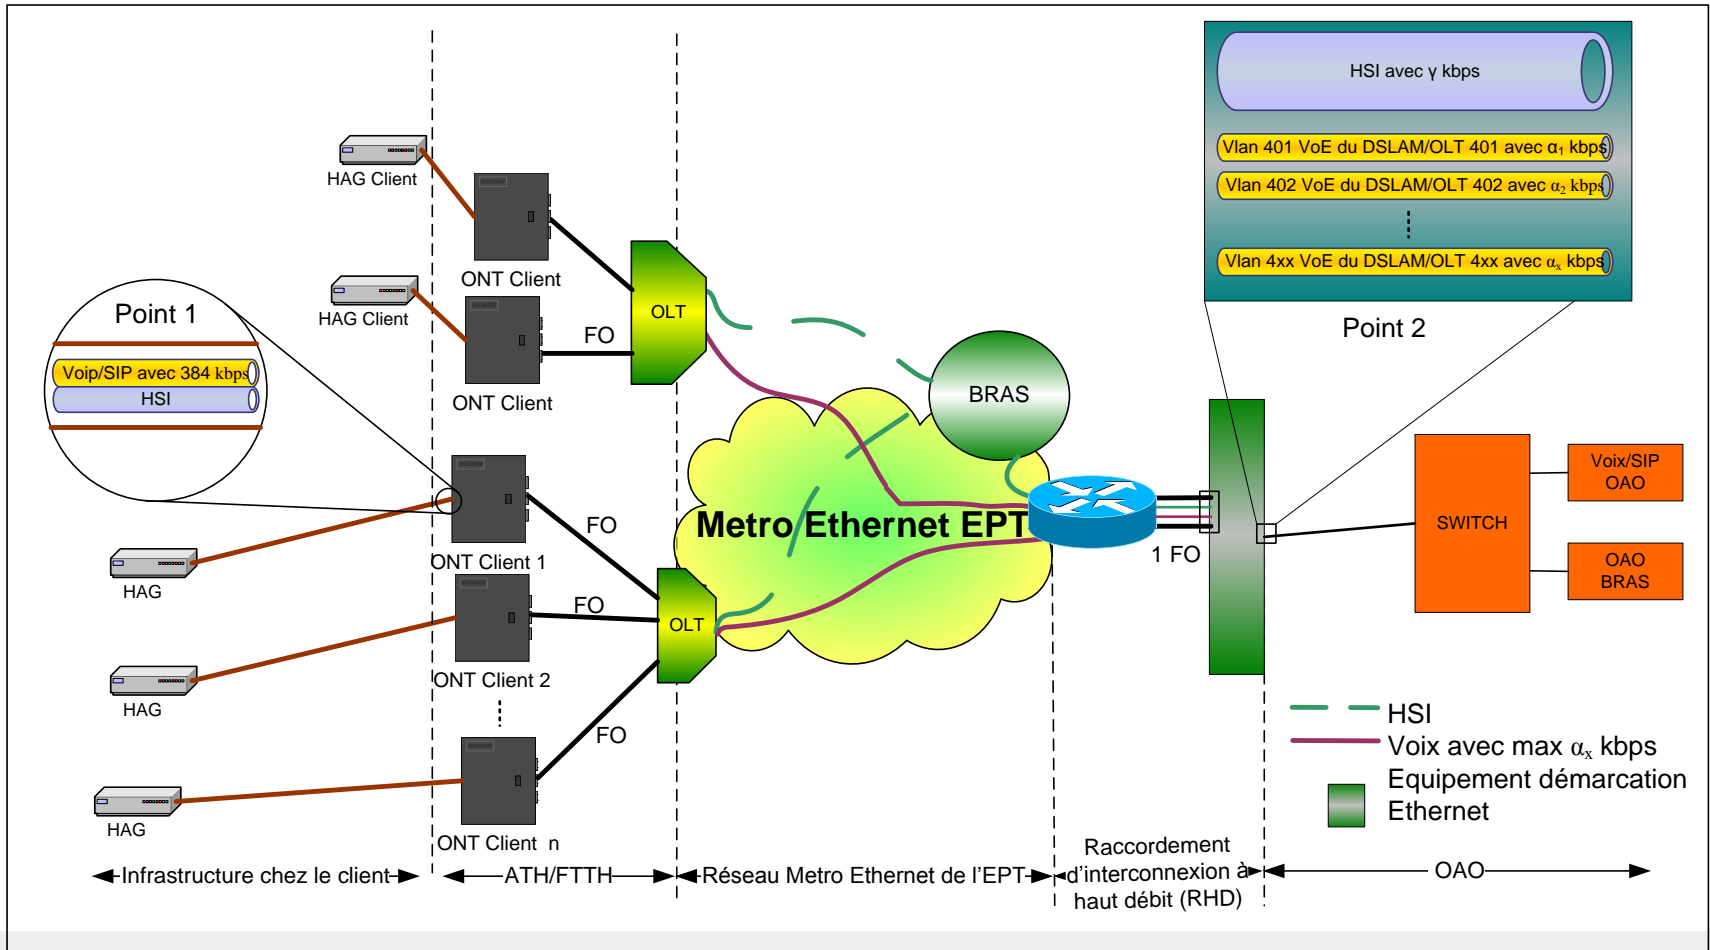 HSI avec γ kbps
Vlan 401 VoE du DSLAM/OLT 401 avec α₁ kbps
Vlan 402 VoE du DSLAM/OLT 402 avec α₂ kbps
Vlan 4xx VoE du DSLAM/OLT 4xx avec αₓ kbps
Point 2
HAG Client
ONT Client
HAG Client
ONT Client
FO
OLT
Point 1
Voip/SIP avec 384 kbps
HSI
BRAS
Metro Ethernet EPT
1 FO
SWITCH
Voix/SIP
OAO
OAO
BRAS
HAG
ONT Client 1
FO
HAG
ONT Client 2
FO
OLT
HAG
ONT Client n
FO
HSI
Voix avec max αₓ kbps
Equipement démarcation
Ethernet
Infrastructure chez le client
ATH/FTTH
Réseau Metro Ethernet de l'EPT
Raccordement
d'interconnexion à
haut débit (RHD)
OAO